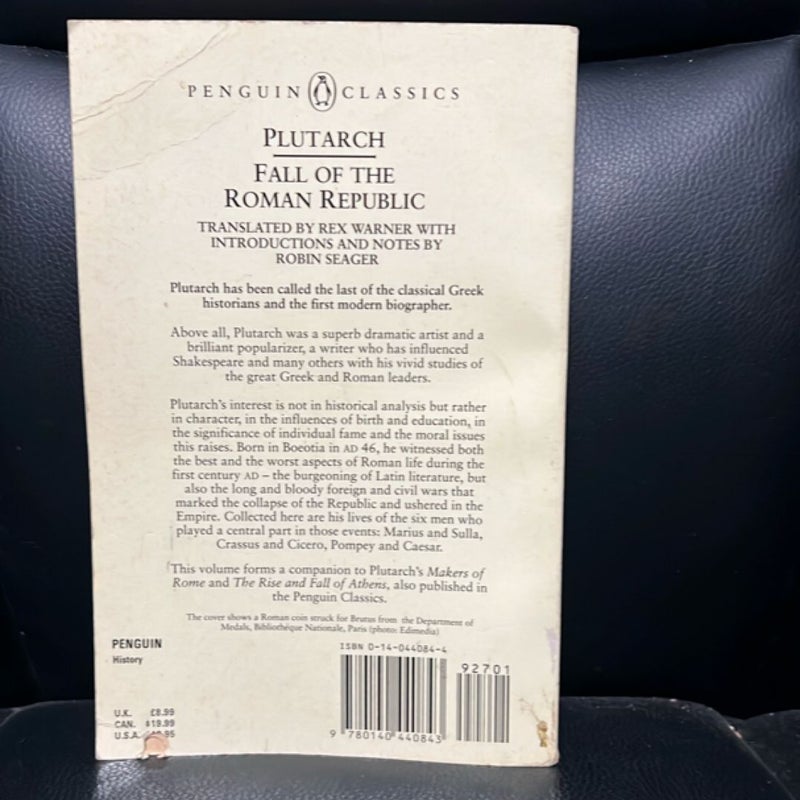 PENGUIN CLASSICS
PLUTARCH
FALL OF THE
ROMAN REPUBLIC
TRANSLATED BY REX WARNER WITH
INTRODUCTIONS AND NOTES BY
ROBIN SEAGER
Plutarch has been called the last of the classical Greek
historians and the first modern biographer.
Above all, Plutarch was a superb dramatic artist and a
brilliant popularizer, a writer who has influenced
Shakespeare and many others with his vivid studies of
the great Greek and Roman leaders.
Plutarch's interest is not in historical analysis but rather
in character, in the influences of birth and education, in
the significance of individual fame and the moral issues
this raises. Born in Boeotia in AD 46, he witnessed both
the best and the worst aspects of Roman life during the
first century AD – the burgeoning of Latin literature, but
also the long and bloody foreign and civil wars that
marked the collapse of the Republic and ushered in the
Empire. Collected here are his lives of the six men who
played a central part in those events: Marius and Sulla,
Crassus and Cicero, Pompey and Caesar.
This volume forms a companion to Plutarch's Makers of
Rome and The Rise and Fall of Athens, also published in
the Penguin Classics.
The cover shows a Roman coin struck for Brutus from the Department of
Medals, Bibliothèque Nationale, Paris (photo: Edimedia)
PENGUIN
History
ISBN 0-14-044084-4
92701
U.K. £8.99
CAN. $19.99
U.S.A.
9 780140 440843